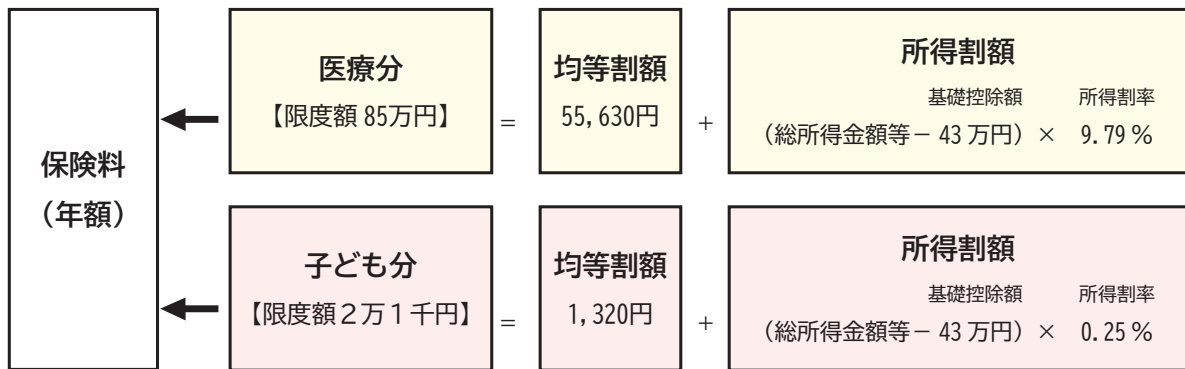 保険料
（年額）
医療分
【限度額 85万円】
=
均等割額
55,630円
+
所得割額
基礎控除額 所得割率
（総所得金額等－ 43 万円） × 9.79 %
子ども分
【限度額２万１千円】
=
均等割額
1,320円
+
所得割額
基礎控除額 所得割率
（総所得金額等－ 43 万円） × 0.25 %